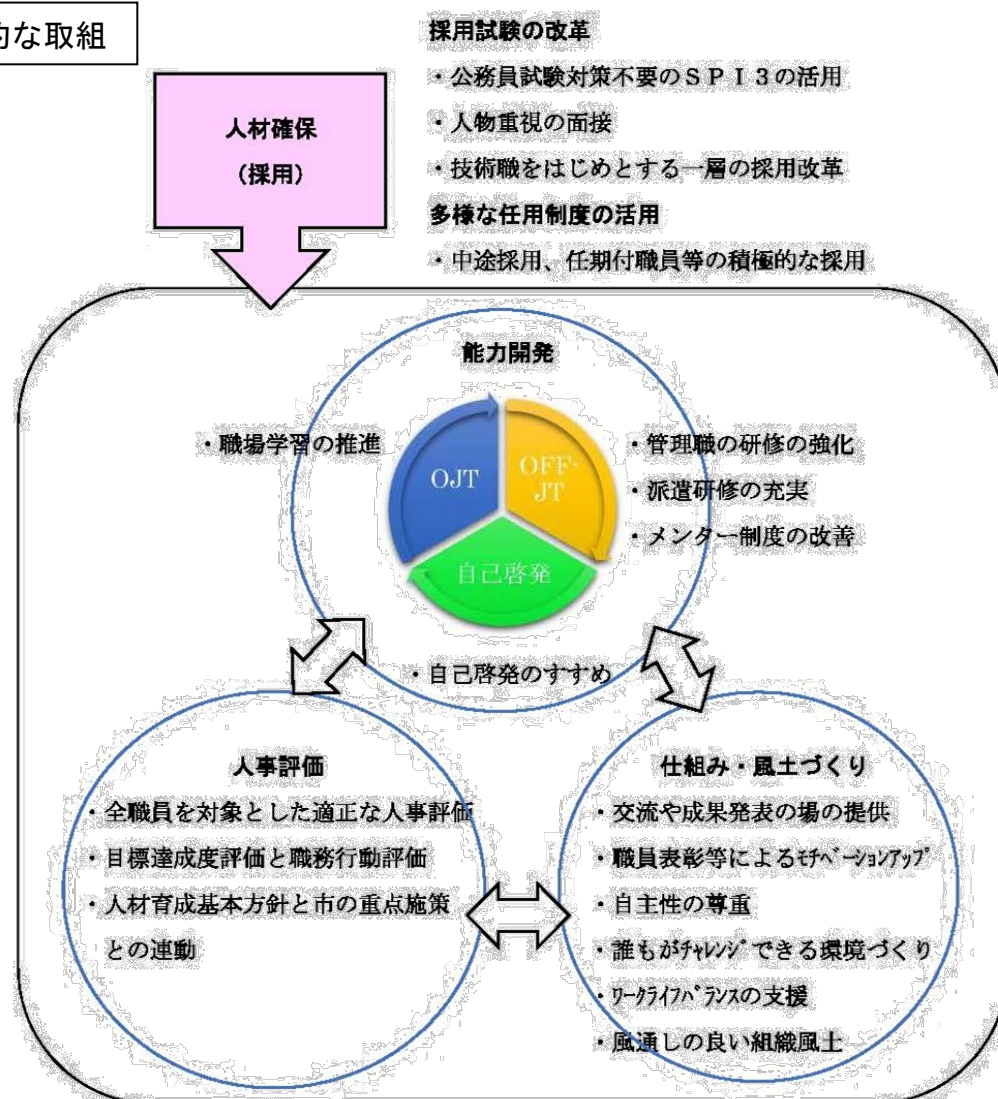 的な取組
採用試験の改革
・公務員試験対策不要のＳＰＩ３の活用
・人物重視の面接
・技術職をはじめとする一層の採用改革
多様な任用制度の活用
・中途採用、任期付職員等の積極的な採用
人材確保
（採用）
能力開発
・職場学習の推進
OJT
OFF-
JT
自己啓発
・管理職の研修の強化
・派遣研修の充実
・メンター制度の改善
・自己啓発のすすめ
人事評価
・全職員を対象とした適正な人事評価
・目標達成度評価と職務行動評価
・人材育成基本方針と市の重点施策
との連動
仕組み・風土づくり
・交流や成果発表の場の提供
・職員表彰等によるﾓﾁﾍﾞｰｼｮﾝｱｯﾌﾟ
・自主性の尊重
・誰もがﾁｬﾚﾝｼﾞできる環境づくり
・ﾜｰｸﾗｲﾌﾊﾞﾗﾝｽの支援
・風通しの良い組織風土